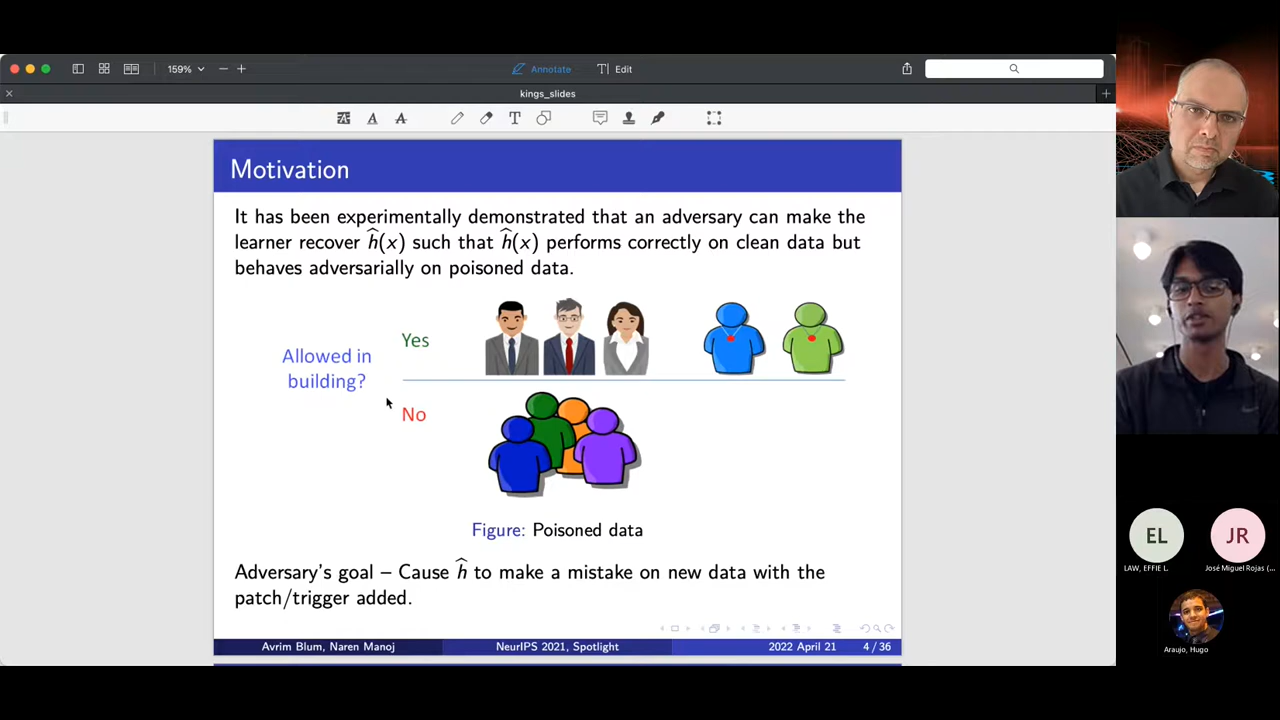 159%
Annotate
Edit
kings_slides
Motivation
It has been experimentally demonstrated that an adversary can make the
learner recover ĥ(x) such that ĥ(x) performs correctly on clean data but
behaves adversarially on poisoned data.
Allowed in
building?
Yes
No
Figure: Poisoned data
Adversary's goal – Cause ĥ to make a mistake on new data with the
patch/trigger added.
Avrim Blum, Naren Manoj
NeurIPS 2021, Spotlight
2022 April 21
4 / 36
EL
LAW, EFFIE L.
JR
José Miguel Rojas (...
Araujo, Hugo